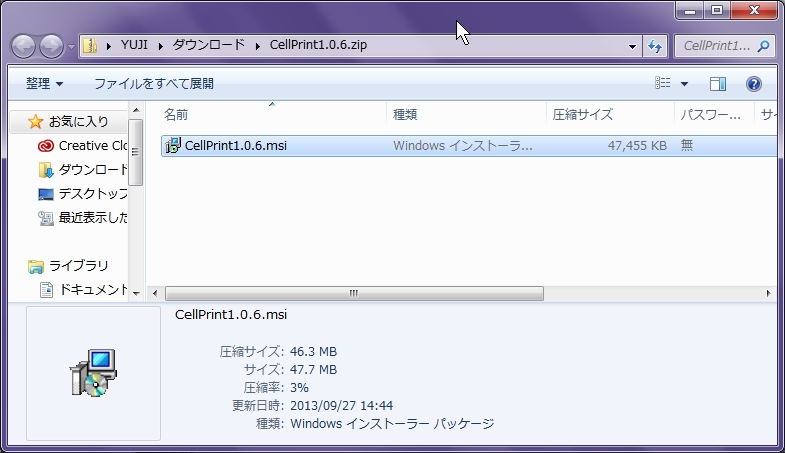 YUJI ダウンロード CellPrint1.0.6.zip CellPrint1...
整理 ファイルをすべて展開
名前 種類 圧縮サイズ パスワー... サイ
お気に入り
CellPrint1.0.6.msi Windows インストーラ... 47,455 KB 無
Creative Clo
ダウンロード
デスクトップ
最近表示した
ライブラリ
ドキュメント
CellPrint1.0.6.msi
圧縮サイズ: 46.3 MB
サイズ: 47.7 MB
圧縮率: 3%
更新日時: 2013/09/27 14:44
種類: Windows インストーラー パッケージ